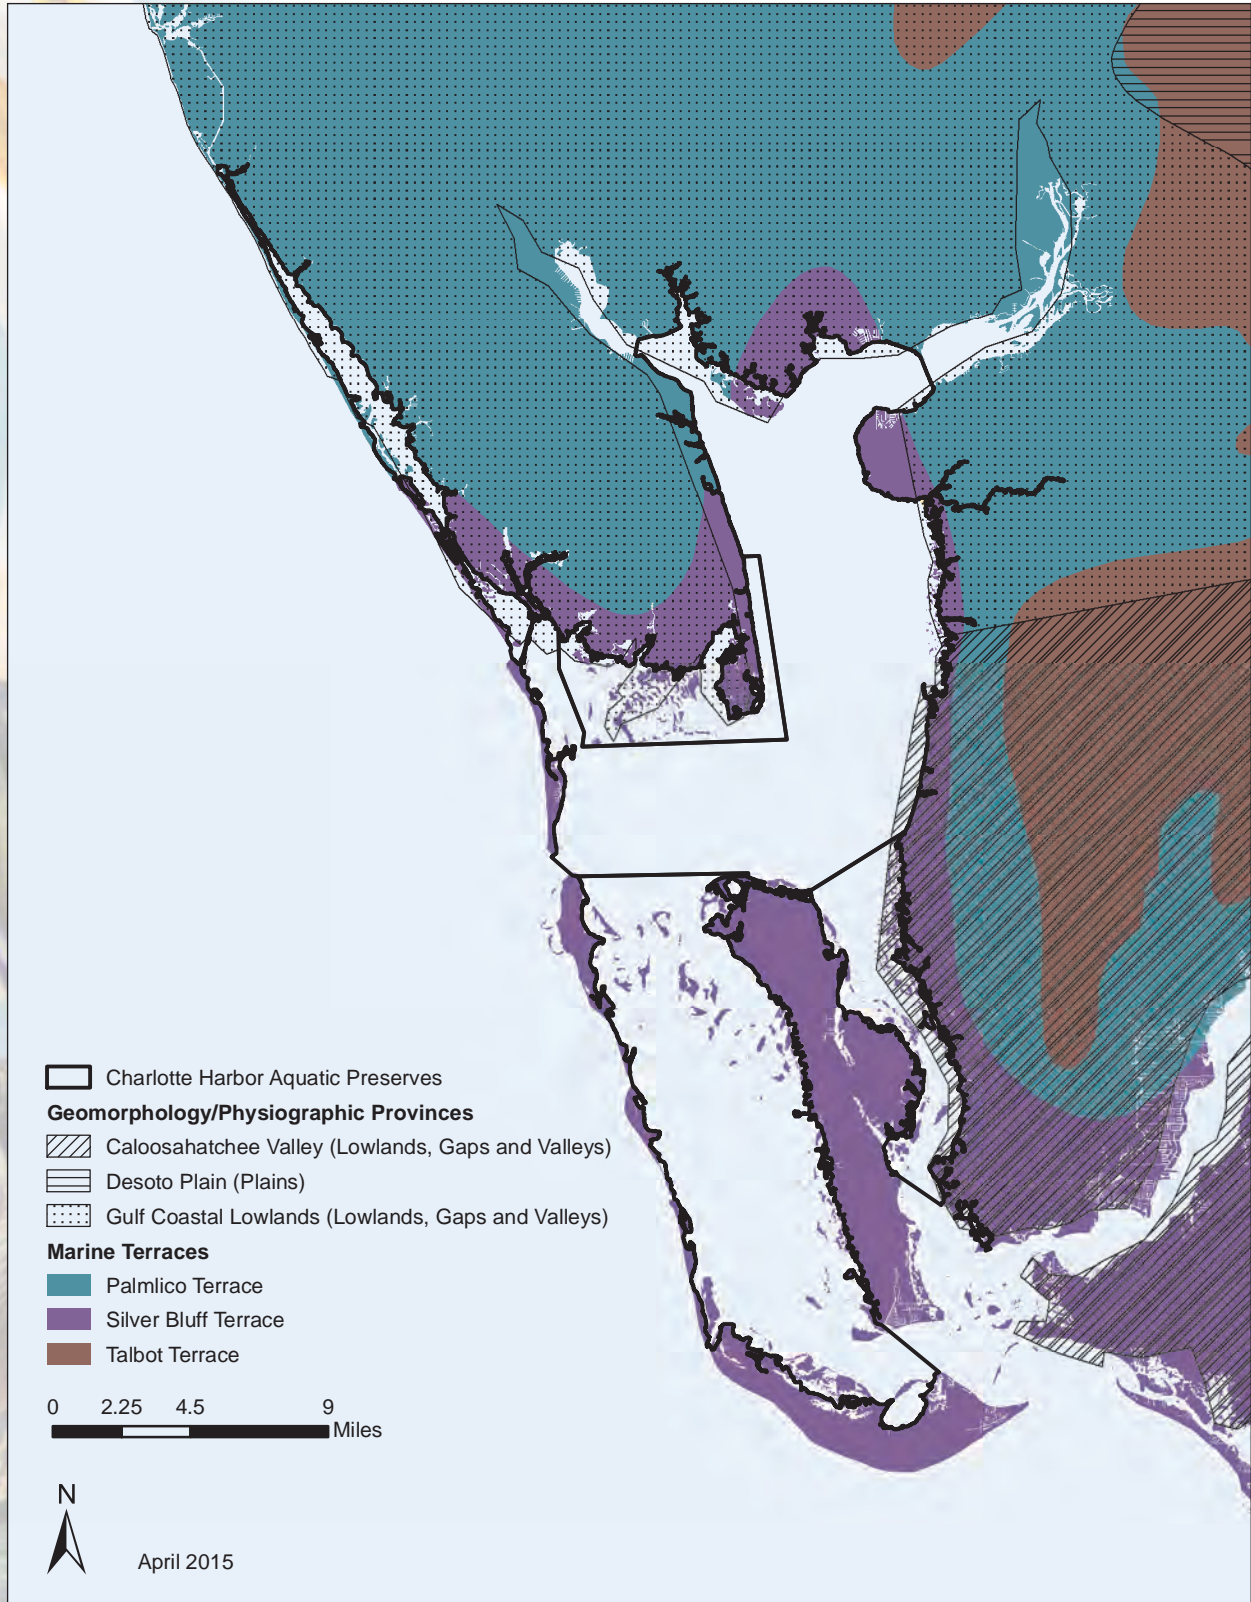 Charlotte Harbor Aquatic Preserves
Geomorphology/Physiographic Provinces
Caloosahatchee Valley (Lowlands, Gaps and Valleys)
Desoto Plain (Plains)
Gulf Coastal Lowlands (Lowlands, Gaps and Valleys)
Marine Terraces
Palmlico Terrace
Silver Bluff Terrace
Talbot Terrace
0 2.25 4.5 9
Miles
N
April 2015